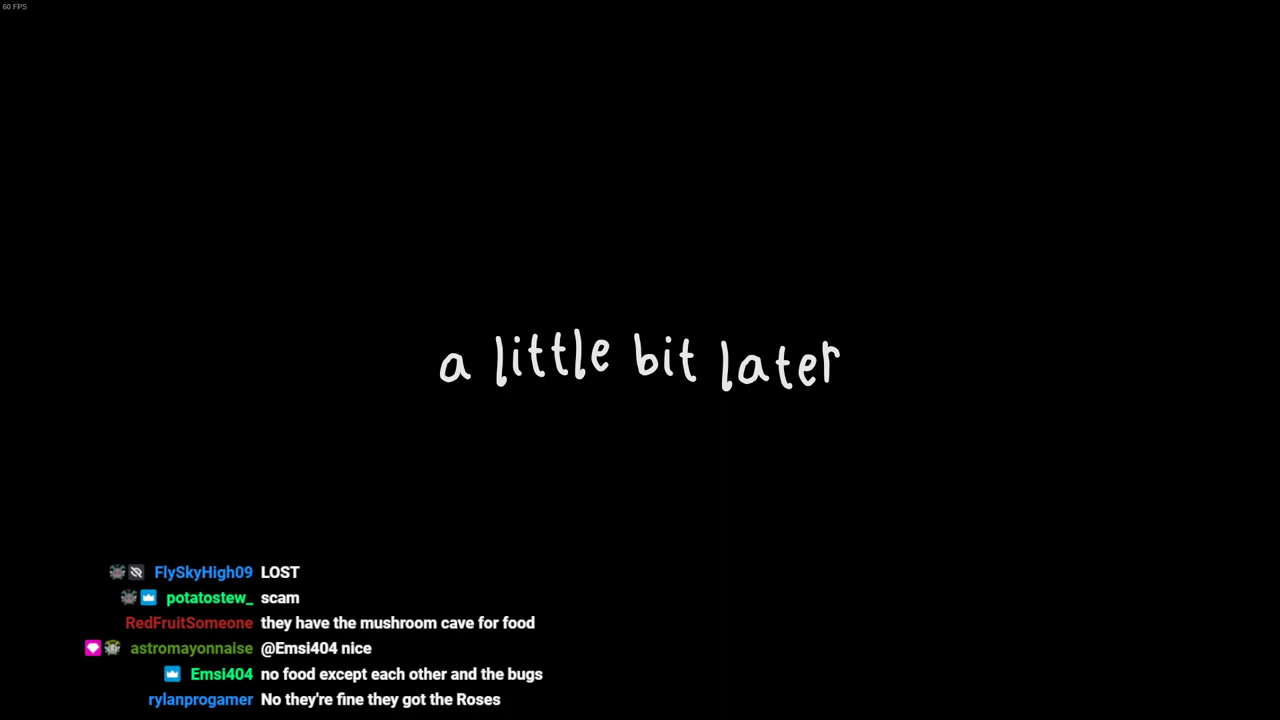 60 FPS
a little bit later
FlySkyHigh09 LOST
potatostew_ scam
RedFruitSomeone they have the mushroom cave for food
astromayonnaise @Emsi404 nice
Emsi404 no food except each other and the bugs
rylanprogamer No they're fine they got the Roses